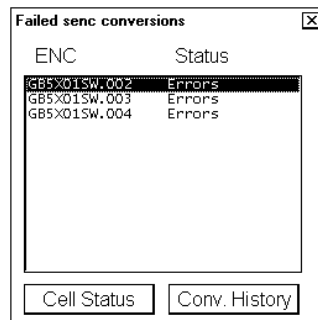 Failed senc conversions
ENC Status
GB5X01SW.002 Errors
GB5X01SW.003 Errors
GB5X01SW.004 Errors
Cell Status Conv. History